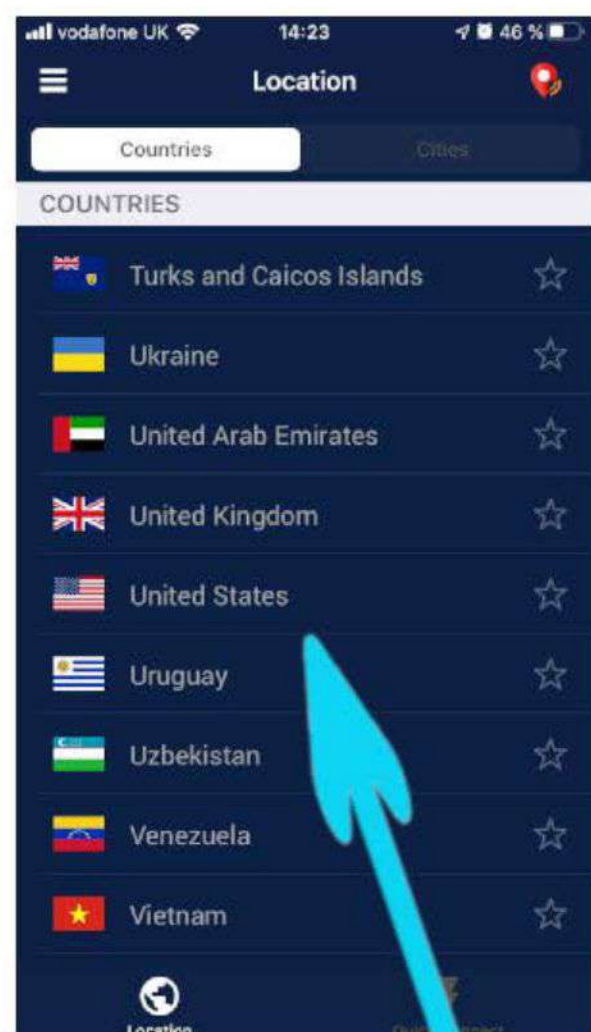 vodafone UK 14:23 46 %
Location
Countries Cities
COUNTRIES
Turks and Caicos Islands
Ukraine
United Arab Emirates
United Kingdom
United States
Uruguay
Uzbekistan
Venezuela
Vietnam
Location